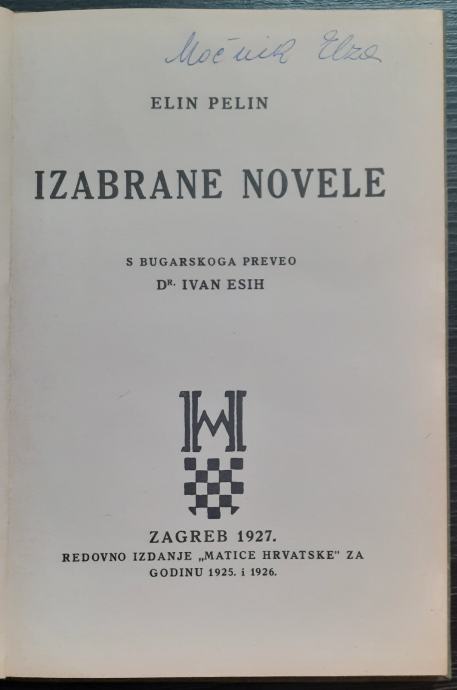 Močnik Elza
ELIN PELIN
IZABRANE NOVELE
S BUGARSKOGA PREVEO
DR. IVAN ESIH
MH
ZAGREB 1927.
REDOVNO IZDANJE „MATICE HRVATSKE" ZA
GODINU 1925. i 1926.